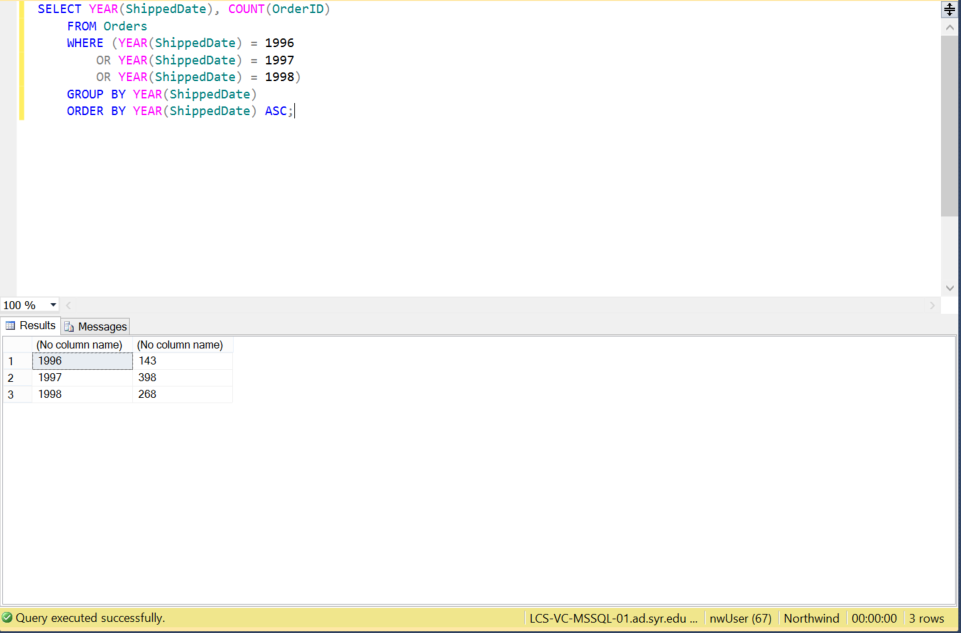 SELECT YEAR(ShippedDate), COUNT(OrderID)
FROM Orders
WHERE (YEAR(ShippedDate) = 1996
OR YEAR(ShippedDate) = 1997
OR YEAR(ShippedDate) = 1998)
GROUP BY YEAR(ShippedDate)
ORDER BY YEAR(ShippedDate) ASC;
100 %
Results Messages
(No column name) (No column name)
1 1996 143
2 1997 398
3 1998 268
Query executed successfully. LCS-VC-MSSQL-01.ad.syr.edu ... nwUser (67) Northwind 00:00:00 3 rows